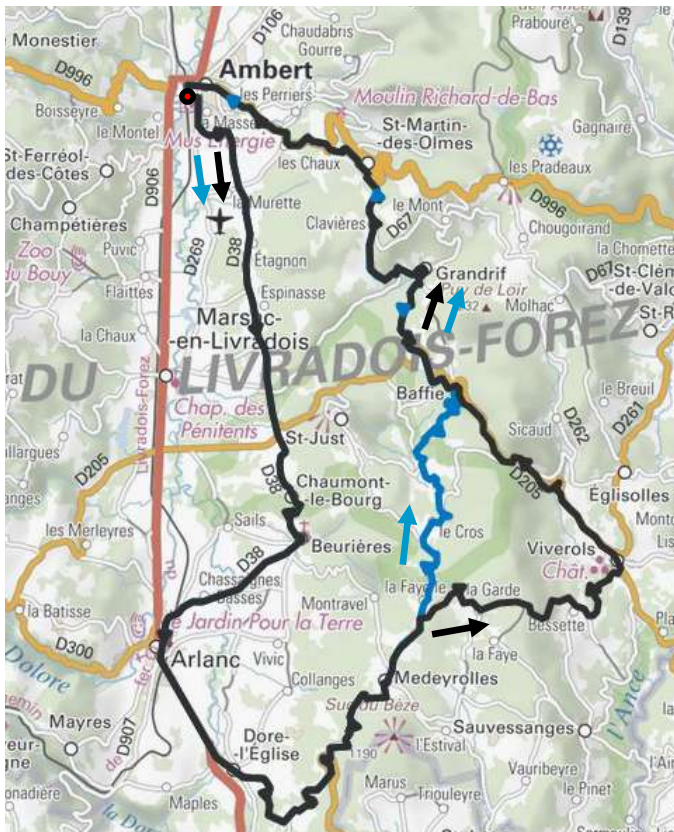 Monestier
D996
D106
Chaudabris
Gourre
Prabouré
D139
Ambert
les Perriers
Boisseyre
Moulin Richard-de-Bas
le Montel
la Masse
Mus Energie
St-Martin-
des-Olmes
Gagnaire
St-Ferréol-
des-Côtes
D906
les Chaux
les Pradeaux
la Murette
le Mont
D996
Champétières
Clavières
D67
Chougoirand
Zoo
du Bouy
Puvic
D269
D38
Étagnon
la Chomette
Flaittes
Grandrif
Puy de Loir
D67
St-Clém
-de-Valo
Espinasse
Molhac
Marsac-
-en-Livradois
St-R
la Chaux
DU LIVRADOIS-FOREZ
Livradois-Forez
Chap. des
Pénitents
Baffie
le Breuil
St-Just
Sicaud
D262
D261
D205
D38
D205
Chaumont-
-le-Bourg
Églisolles
les Merleyres
Sails
le Cros
Viverols
Beurières
Chât.
D38
Chassaignes
Basses
la Fayolle
la Garde
Montravel
la Batisse
Jardin Pour la Terre
Bessette
D300
Arlanc
Vivic
la Faye
Dolore
Collanges
Medeyrolles
l'Ance
Suc du Bèze
Mayres
D907
Dore-
-l'Église
1190
l'Estival
Sauvessanges
Vauribeyre
Marus
Maples
Triouleyre
le Pinet